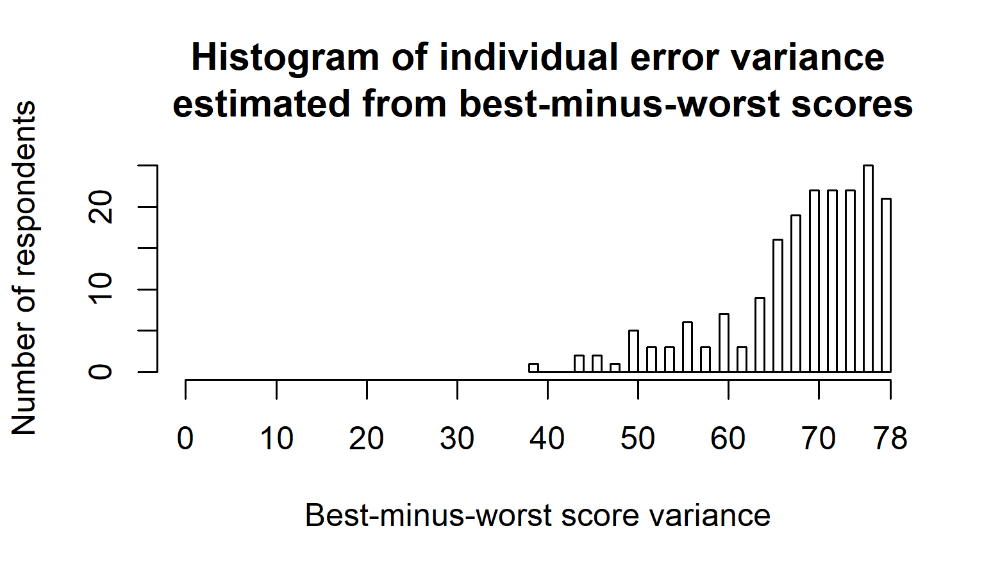 Histogram of individual error variance
estimated from best-minus-worst scores
Number of respondents
20
10
0
0 10 20 30 40 50 60 70 78
Best-minus-worst score variance